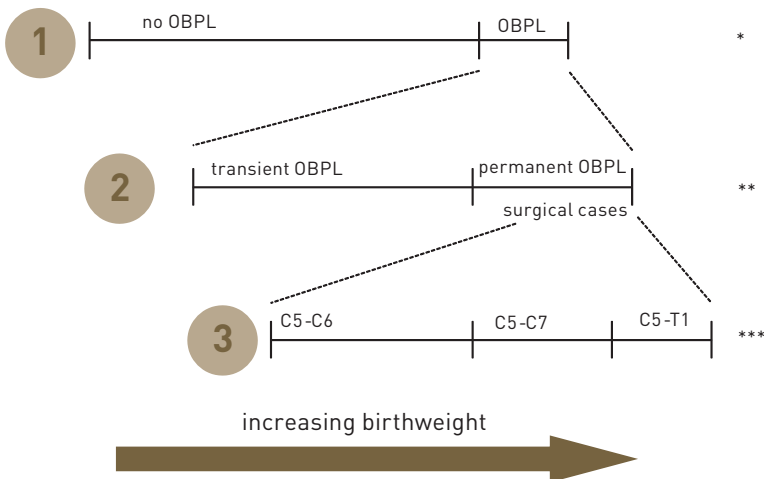 1
no OBPL
OBPL
*
2
transient OBPL
permanent OBPL
**
surgical cases
3
C5-C6
C5-C7
C5-T1
***
increasing birthweight